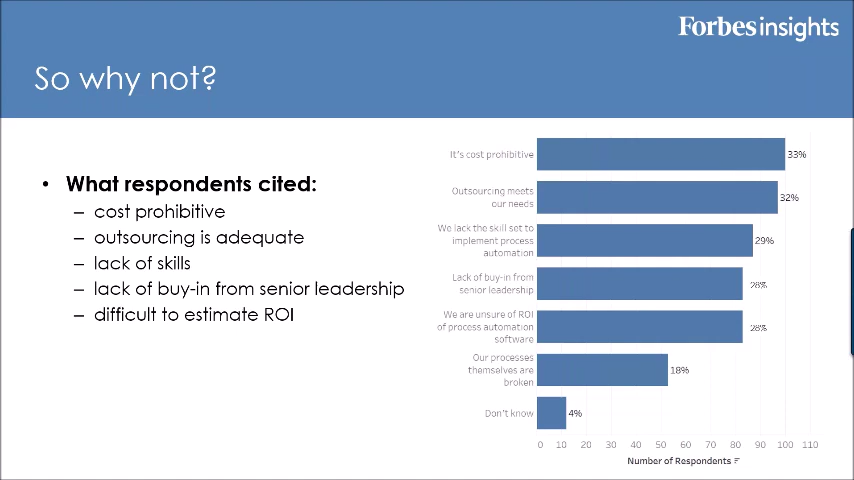 Forbes insights
So why not?
• What respondents cited:
– cost prohibitive
– outsourcing is adequate
– lack of skills
– lack of buy-in from senior leadership
– difficult to estimate ROI
It's cost prohibitive
33%
Outsourcing meets
our needs
32%
We lack the skill set to
implement process
automation
29%
Lack of buy-in from
senior leadership
28%
We are unsure of ROI
of process automation
software
28%
Our processes
themselves are
broken
18%
Don't know
4%
0 10 20 30 40 50 60 70 80 90 100 110
Number of Respondents